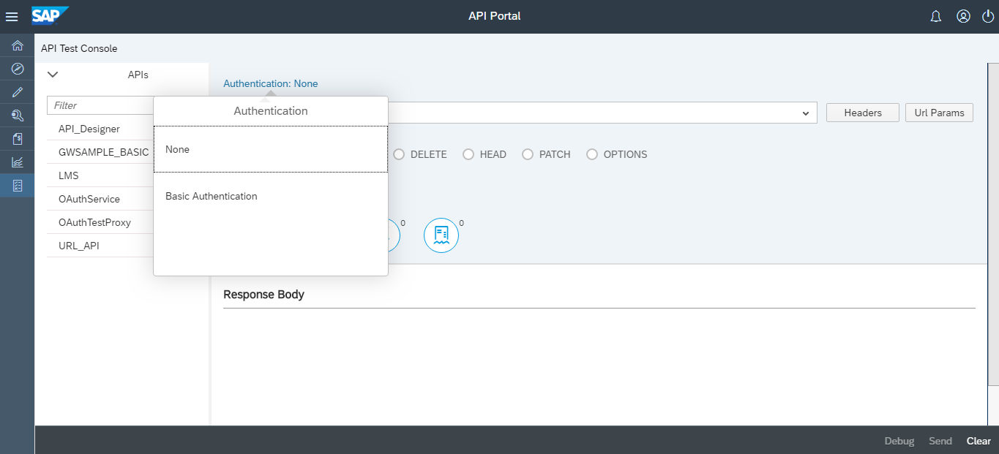 SAP
API Portal
API Test Console
APIs
Authentication: None
Filter
Authentication
Headers
Url Params
API_Designer
None
GWSAMPLE_BASIC
DELETE
HEAD
PATCH
OPTIONS
LMS
OAuthService
Basic Authentication
OAuthTestProxy
0
0
URL_API
Response Body
Debug
Send
Clear